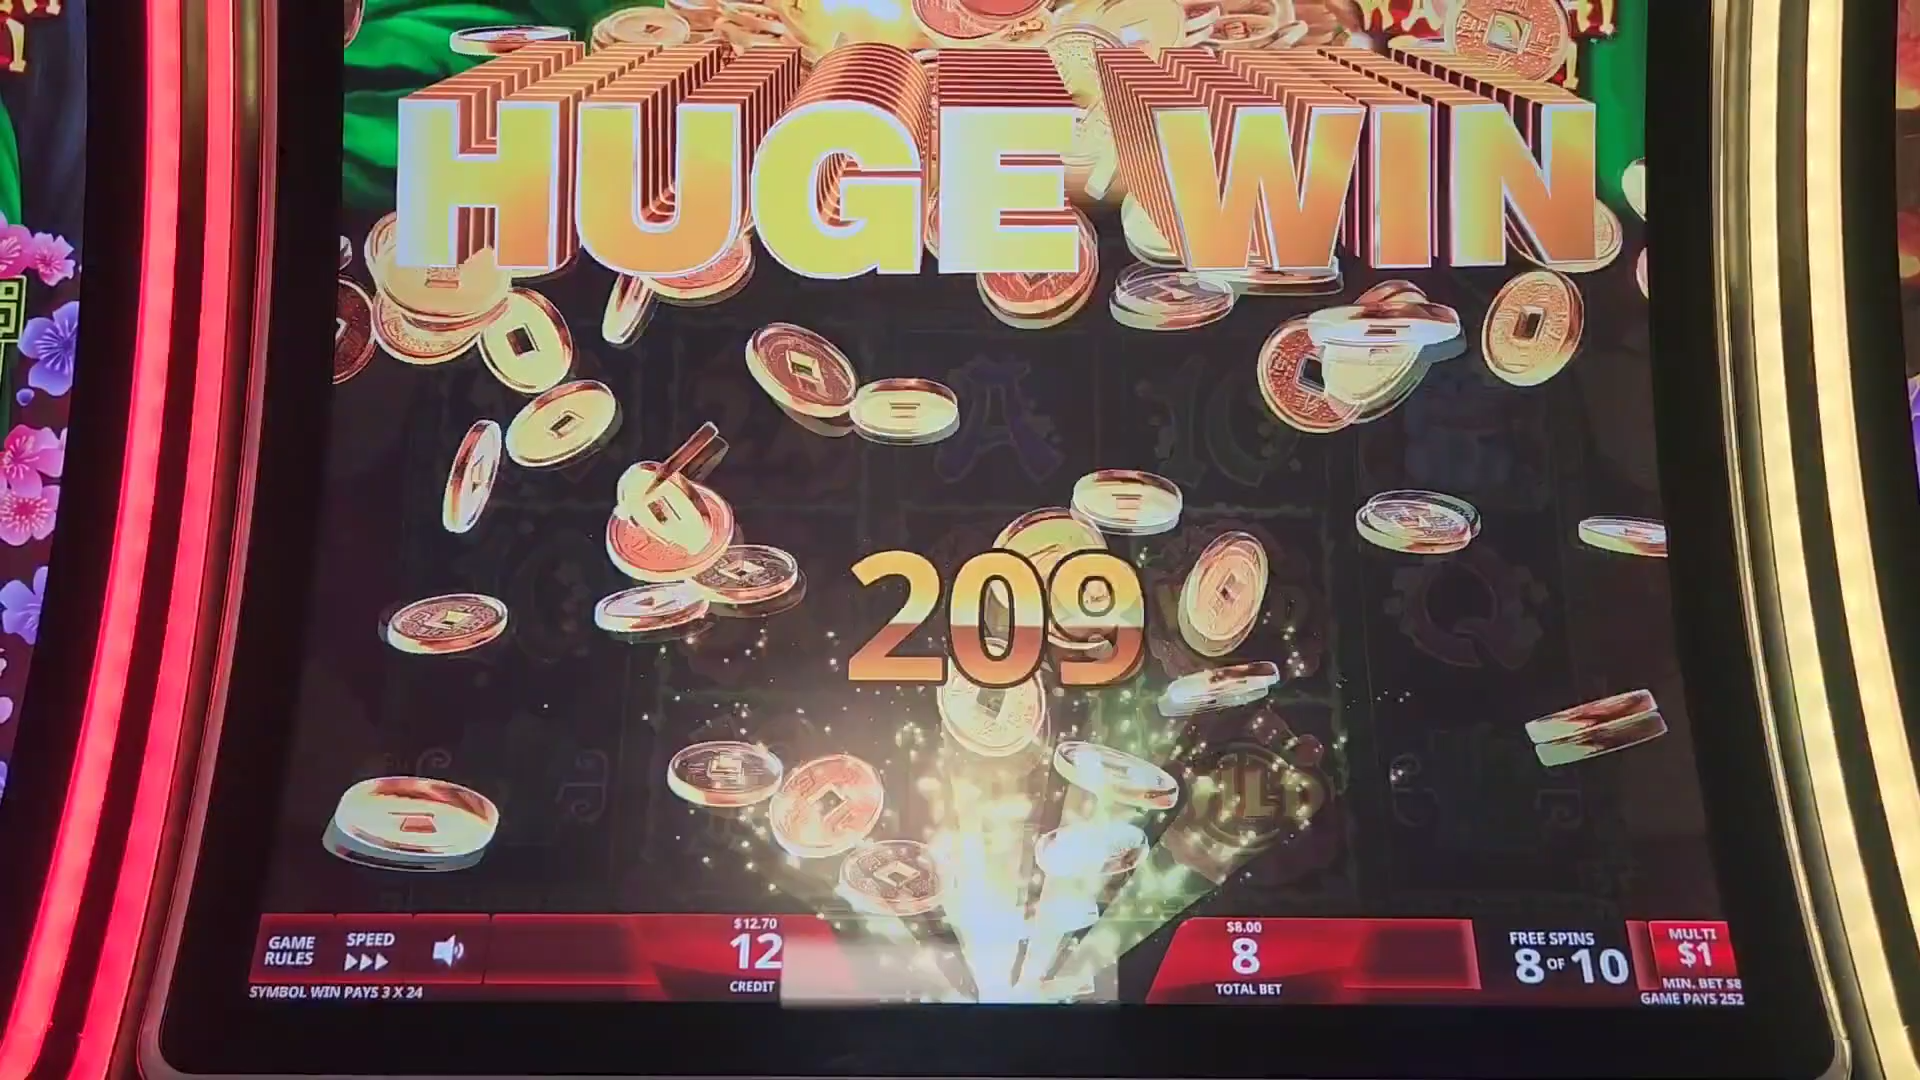 HUGE WIN
A
10
Q
209
GAME RULES
SPEED
$12.70
12
CREDIT
$8.00
8
TOTAL BET
FREE SPINS
8 OF 10
MULTI
$1
MIN. BET $8
SYMBOL WIN PAYS 3 X 24
GAME PAYS 252